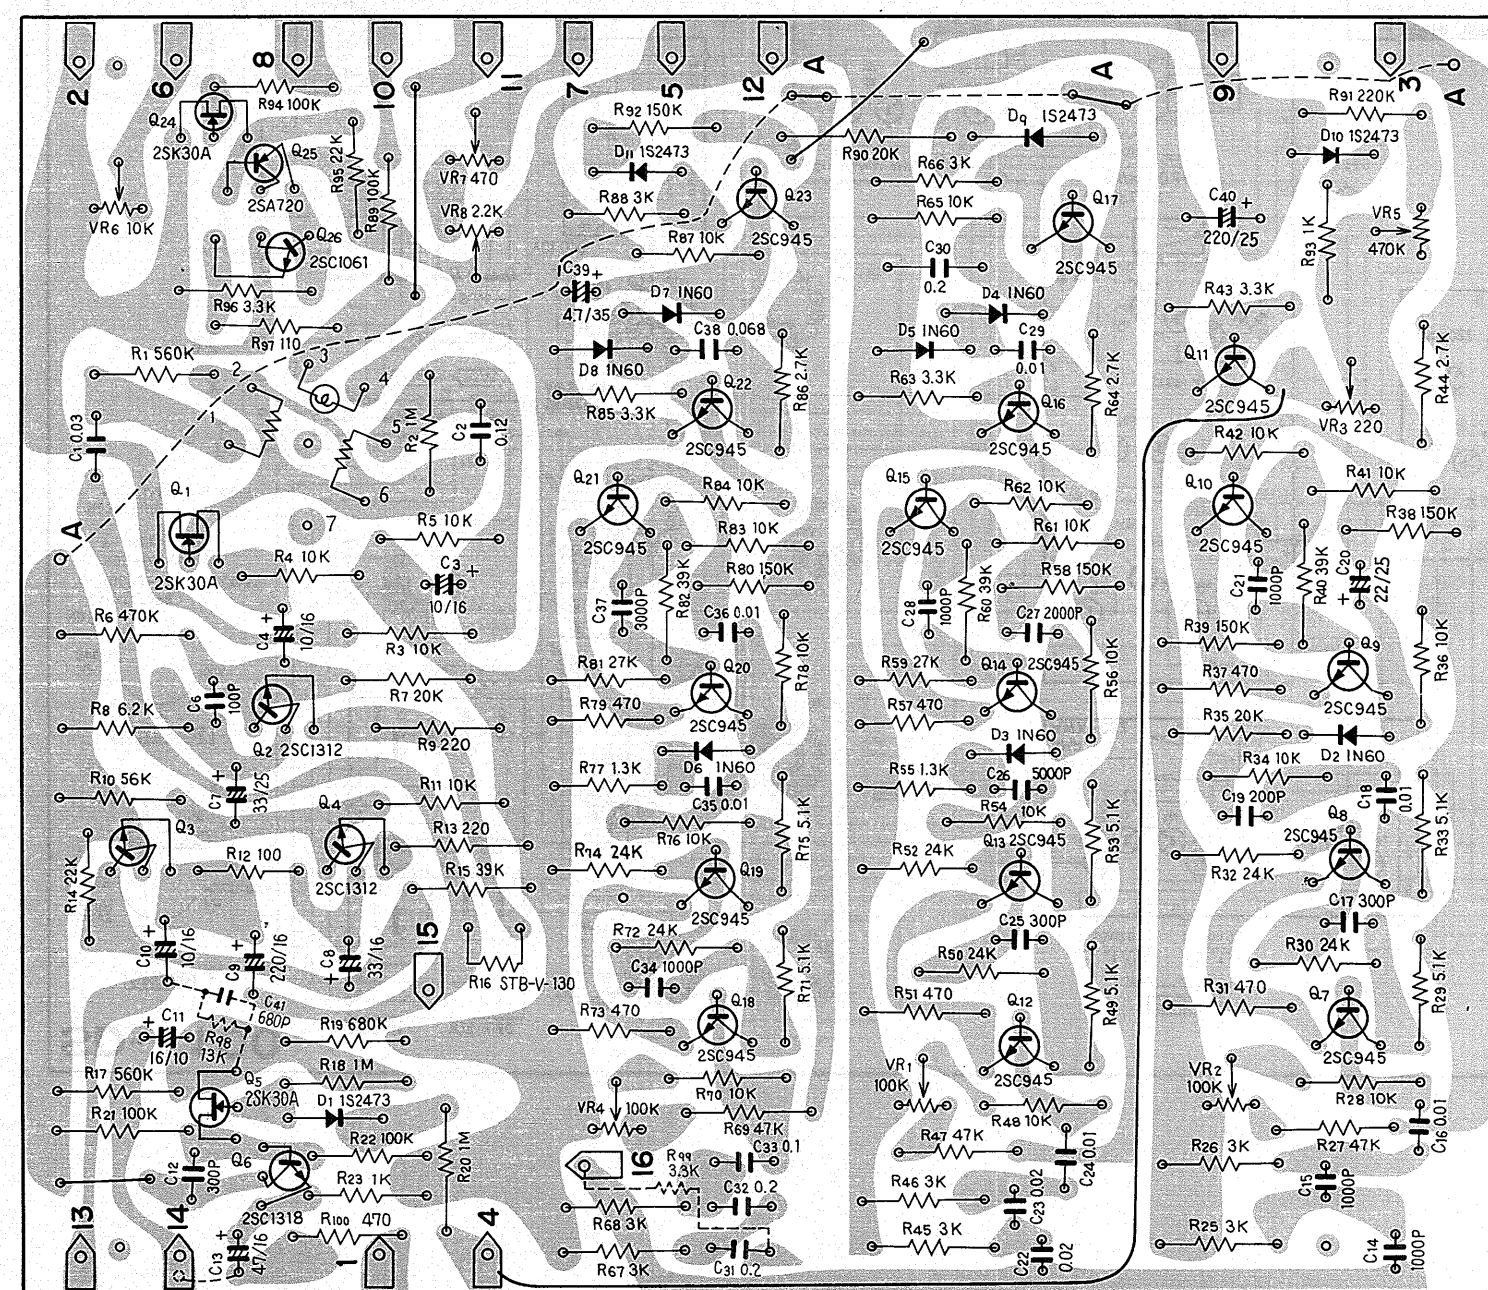 2
6
8
10
11
7
5
12
A
A
9
3
A
R94 100K
Q24
2SK30A
Q25
2SA720
R95 22K
R89 100K
VR7 470
VR8 2.2K
VR6 10K
Q26
2SC1061
R96 3.3K
R97 110
R92 150K
D11 1S2473
R88 3K
R87 10K
Q23
2SC945
R90 20K
D9 1S2473
R66 3K
R65 10K
Q17
2SC945
C30
0.2
C40
+
220/25
R91 220K
D10 1S2473
R93 1K
VR5
470K
C39
+
47/35
D7 1N60
C38 0.068
D8 1N60
R85 3.3K
Q22
2SC945
R86 2.7K
D4 1N60
D5 1N60
C29
0.01
R63 3.3K
Q16
2SC945
R64 2.7K
R43 3.3K
Q11
2SC945
VR3 220
R44 2.7K
R1 560K
2
3
4
1
5
6
7
R2 1M
C2
0.12
C1 0.03
A
Q1
2SK30A
R5 10K
R4 10K
C3
+
10/16
R6 470K
+
C4
10/16
R3 10K
R7 20K
C6
100P
R8 6.2K
Q2 2SC1312
R9 220
Q21
2SC945
R84 10K
R83 10K
R80 150K
R82 39K
C37
3000P
C36 0.01
R81 27K
Q20
2SC945
R78 10K
R79 470
Q15
2SC945
R62 10K
R61 10K
R58 150K
R60 39K
C28
1000P
C27 2000P
R59 27K
Q14 2SC945
R57 470
R56 10K
R42 10K
Q10
2SC945
R41 10K
R38 150K
C21
1000P
R40 39K
C20
+
22/25
R39 150K
Q9
2SC945
R36 10K
R37 470
R35 20K
D2 1N60
R34 10K
R10 56K
+
C7
33/25
Q3
Q4
2SC1312
R11 10K
R13 220
R15 39K
R12 100
R14 22K
R77 1.3K
D6 1N60
C35 0.01
R76 10K
R75 5.1K
R74 24K
Q19
2SC945
R55 1.3K
D3 1N60
C26 5000P
R54 10K
Q13 2SC945
R53 5.1K
R52 24K
C19 200P
C18
0.01
Q8
2SC945
R33 5.1K
R32 24K
C17 300P
+
C10
10/16
+
C9
220/16
+
C8
33/16
15
R16 STB-V-130
C41
680P
R98
13K
+
C11
16/10
R19 680K
R18 1M
R17 560K
Q5
2SK30A
D1 1S2473
R21 100K
R22 100K
R20 1M
C12
300P
Q6
2SC1318
R23 1K
R100 470
+
C13
47/16
13
14
1
4
R72 24K
C34 1000P
R71 5.1K
R73 470
Q18
2SC945
R70 10K
VR4 100K
R69 47K
C33 0.1
16
R99
3.3K
C32 0.2
R68 3K
R67 3K
C31 0.2
C25 300P
R50 24K
R51 470
R49 5.1K
Q12
2SC945
VR1
100K
R48 10K
R47 47K
C24 0.01
R46 3K
C23 0.02
R45 3K
C22
0.02
R30 24K
R31 470
Q7
2SC945
R29 5.1K
VR2
100K
R28 10K
R27 47K
C16 0.01
R26 3K
C15
1000P
R25 3K
C14
1000P